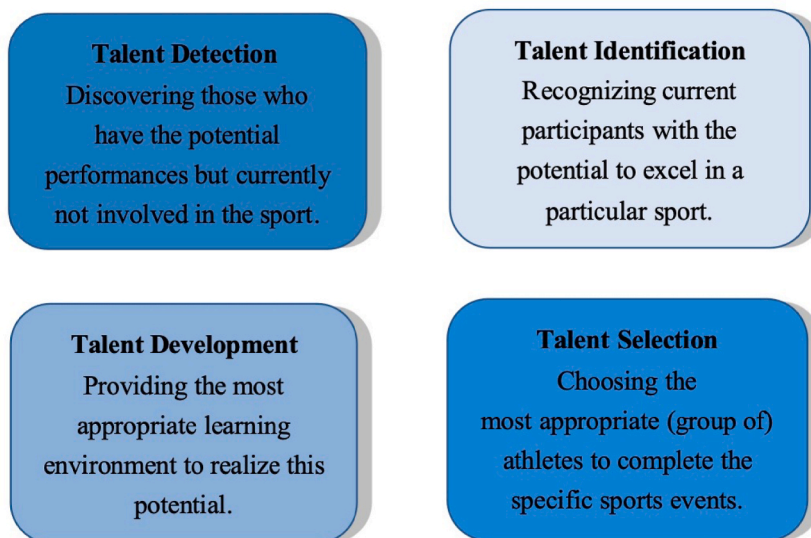 Talent Detection
Discovering those who
have the potential
performances but currently
not involved in the sport.
Talent Identification
Recognizing current
participants with the
potential to excel in a
particular sport.
Talent Development
Providing the most
appropriate learning
environment to realize this
potential.
Talent Selection
Choosing the
most appropriate (group of)
athletes to complete the
specific sports events.